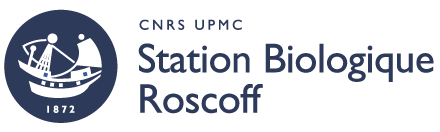 CNRS UPMC
Station Biologique
Roscoff
1872